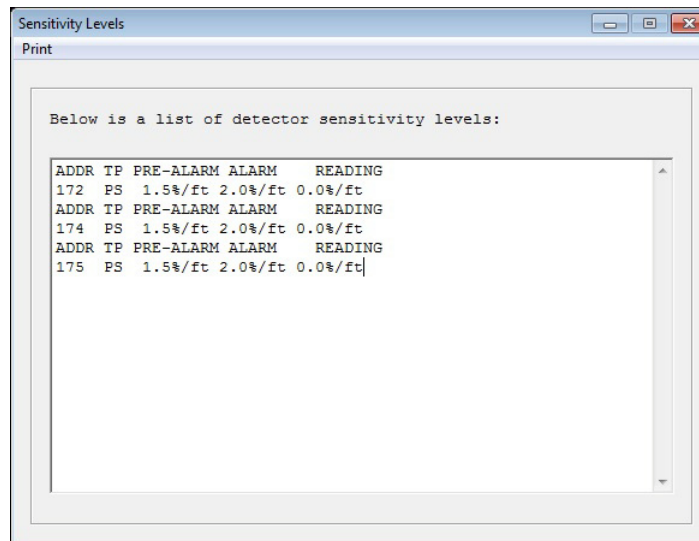 Sensitivity Levels
Print
Below is a list of detector sensitivity levels:
ADDR TP PRE-ALARM ALARM    READING
172  PS  1.5%/ft 2.0%/ft 0.0%/ft
ADDR TP PRE-ALARM ALARM    READING
174  PS  1.5%/ft 2.0%/ft 0.0%/ft
ADDR TP PRE-ALARM ALARM    READING
175  PS  1.5%/ft 2.0%/ft 0.0%/ft